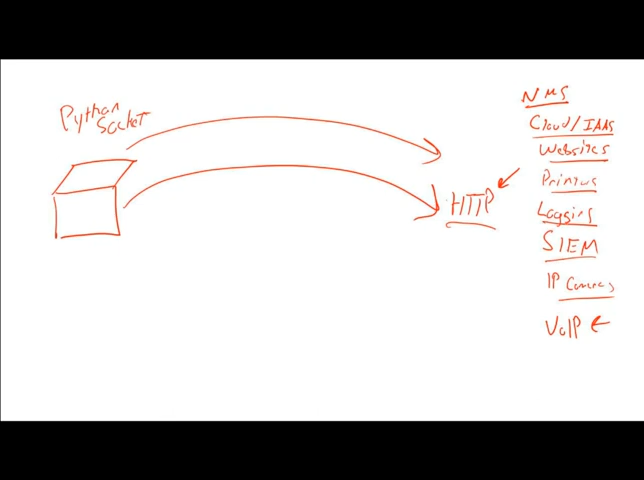 Python
Socket
HTTP
NMS
Cloud/IAAS
Websites
Printers
Logging
SIEM
IP Cameras
VoIP